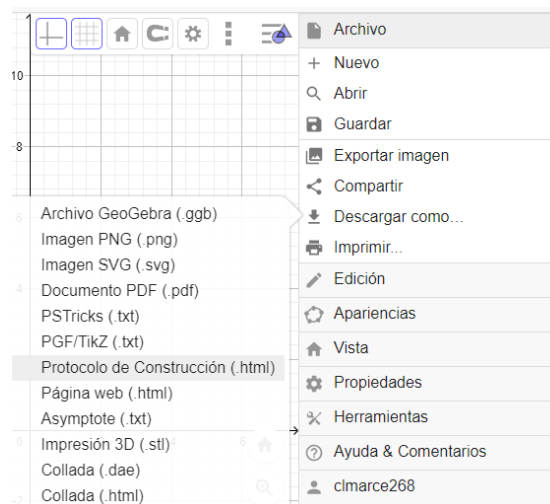 Archivo
Nuevo
Abrir
Guardar
Exportar imagen
Compartir
Descargar como...
Imprimir...
Edición
Apariencias
Vista
Propiedades
Herramientas
Ayuda & Comentarios
clmarce268
Archivo GeoGebra (.ggb)
Imagen PNG (.png)
Imagen SVG (.svg)
Documento PDF (.pdf)
PSTricks (.txt)
PGF/TikZ (.txt)
Protocolo de Construcción (.html)
Página web (.html)
Asymptote (.txt)
Impresión 3D (.stl)
Collada (.dae)
Collada (.html)
10
8
6
4
0
4
6
-2